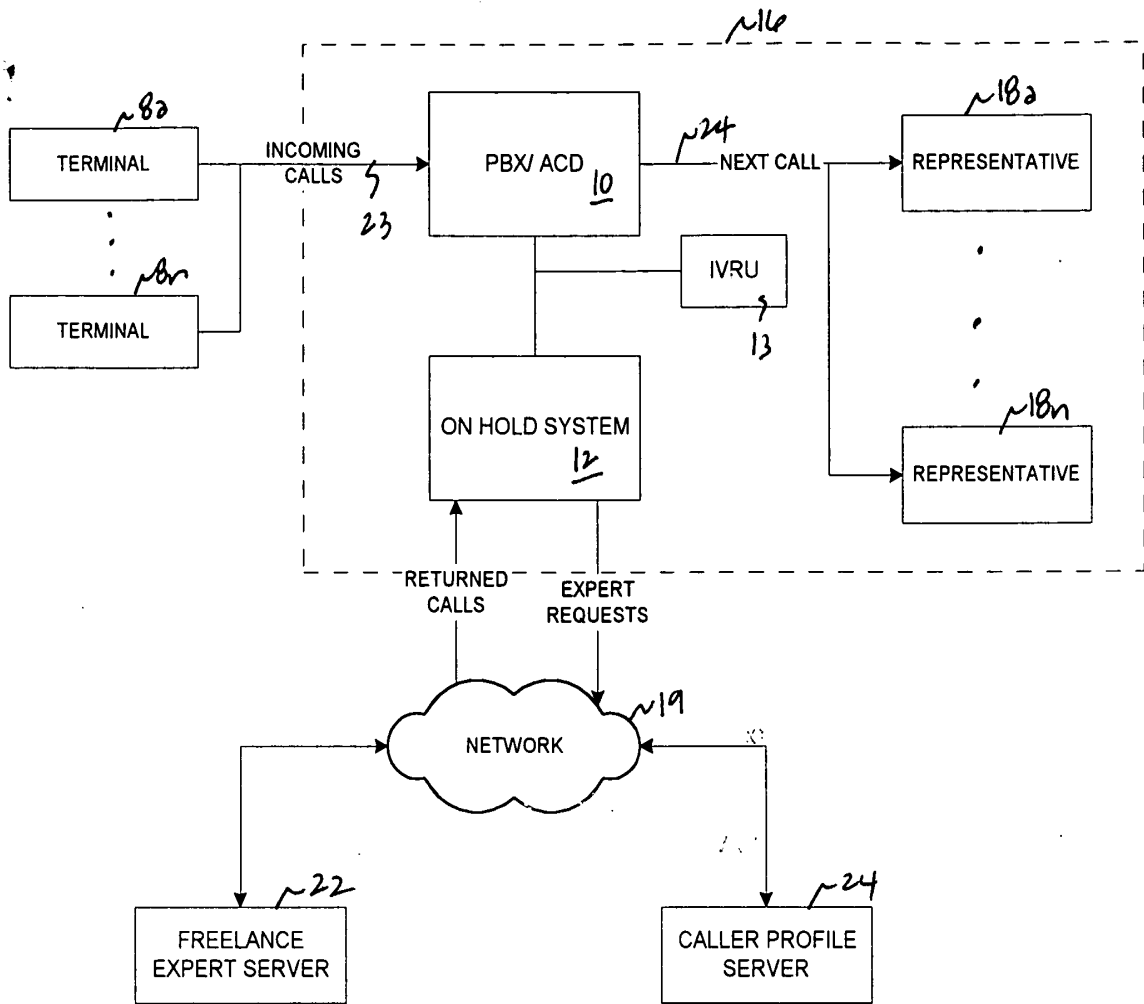 ~16
~8a
TERMINAL
~8n
TERMINAL
INCOMING
CALLS
23
PBX/ ACD
10
~24
NEXT CALL
~18a
REPRESENTATIVE
IVRU
13
ON HOLD SYSTEM
12
~18n
REPRESENTATIVE
RETURNED
CALLS
EXPERT
REQUESTS
~19
NETWORK
~22
FREELANCE
EXPERT SERVER
~24
CALLER PROFILE
SERVER